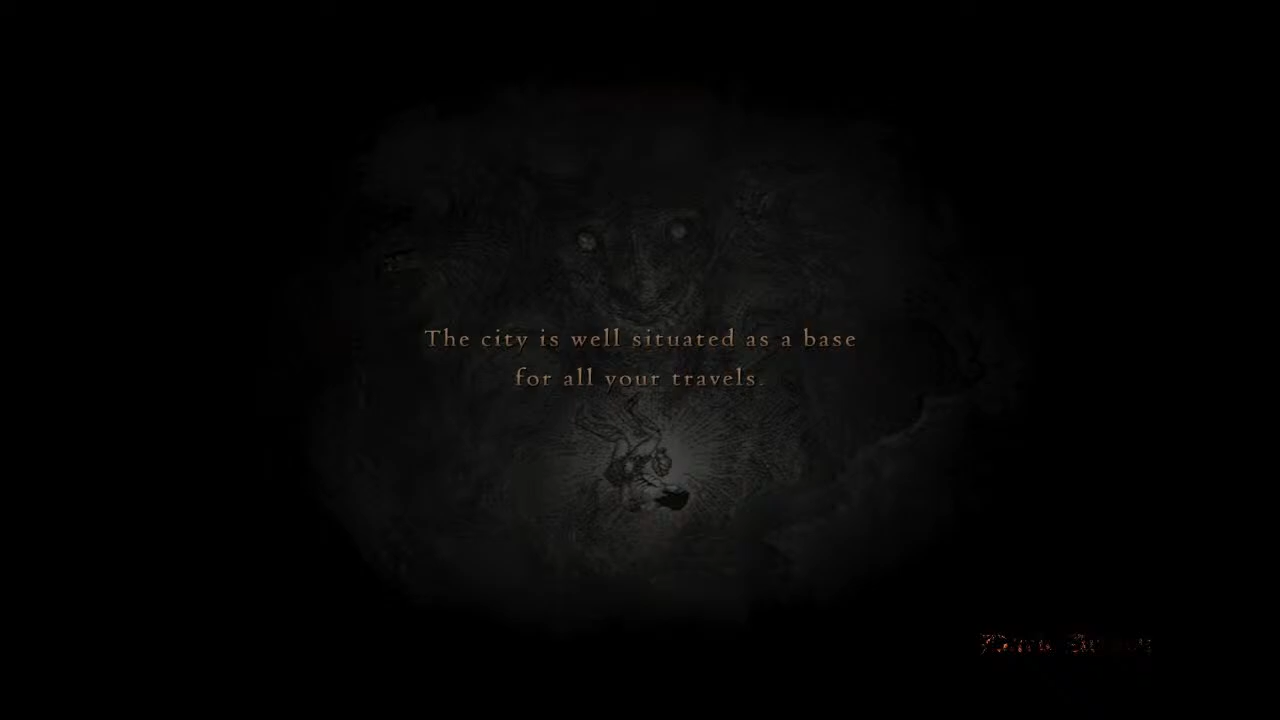 The city is well situated as a base
for all your travels.